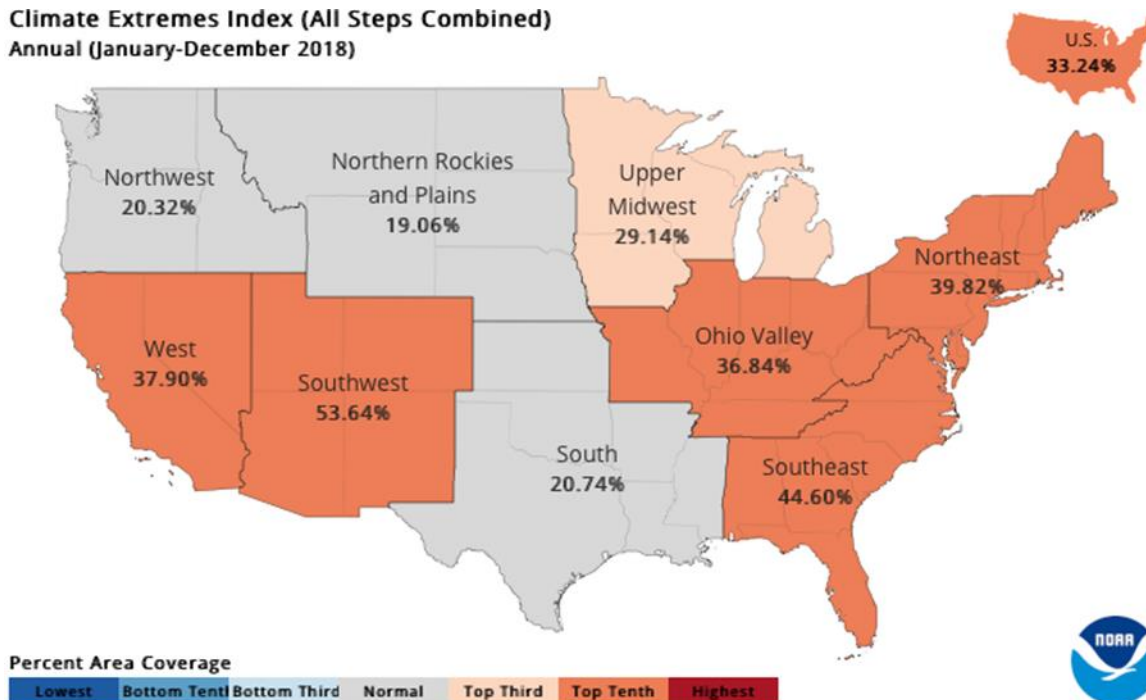 Climate Extremes Index (All Steps Combined)
Annual (January-December 2018)
U.S.
33.24%
Northwest
20.32%
Northern Rockies
and Plains
19.06%
Upper
Midwest
29.14%
Northeast
39.82%
West
37.90%
Southwest
53.64%
Ohio Valley
36.84%
South
20.74%
Southeast
44.60%
NOAA
Percent Area Coverage
Lowest Bottom Tenth Bottom Third Normal Top Third Top Tenth Highest